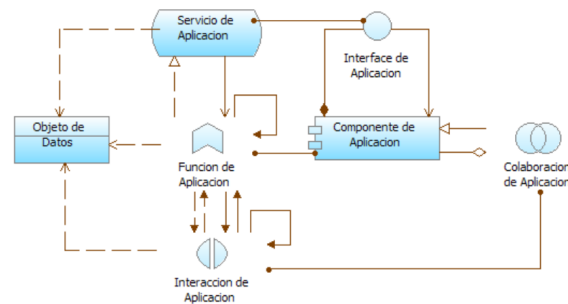 Servicio de
Aplicacion
Interface de
Aplicacion
Objeto de
Datos
Componente de
Aplicacion
Funcion de
Aplicacion
Colaboracion
de Aplicacion
Interaccion de
Aplicacion